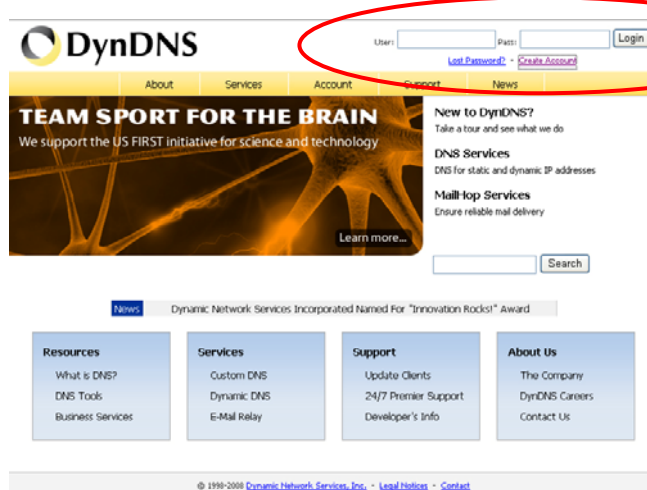 DynDNS
User: Pass: Login
Lost Password? - Create Account
About Services Account Support News
TEAM SPORT FOR THE BRAIN
We support the US FIRST initiative for science and technology
Learn more...
New to DynDNS?
Take a tour and see what we do
DNS Services
DNS for static and dynamic IP addresses
MailHop Services
Ensure reliable mail delivery
Search
News Dynamic Network Services Incorporated Named For "Innovation Rocks!" Award
Resources
What is DNS?
DNS Tools
Business Services
Services
Custom DNS
Dynamic DNS
E-Mail Relay
Support
Update Clients
24/7 Premier Support
Developer's Info
About Us
The Company
DynDNS Careers
Contact Us
© 1998-2008 Dynamic Network Services, Inc. - Legal Notices - Contact